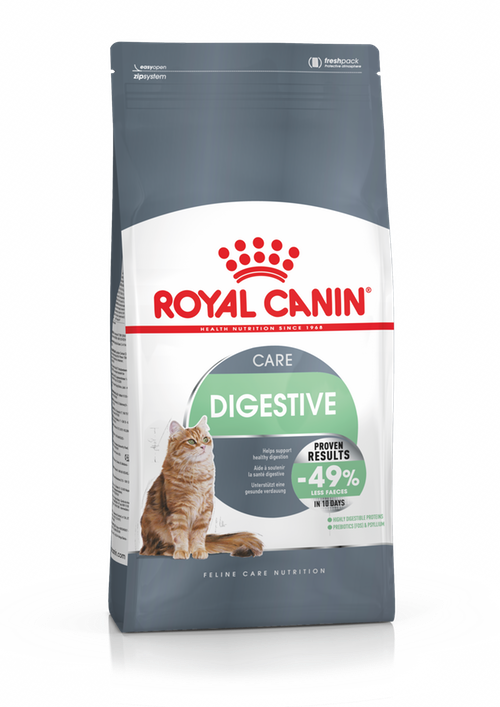 easyopen
zipsystem
freshpack
Protective atmosphere
ROYAL CANIN®
HEALTH NUTRITION SINCE 1968
CARE
DIGESTIVE
Helps support
healthy digestion
Aide à soutenir
la santé digestive
Unterstützt eine
gesunde verdauung
PROVEN
RESULTS
-49%
LESS FAECES
IN 10 DAYS
HIGHLY DIGESTIBLE PROTEINS
PREBIOTICS (FOS) & PSYLLIUM
FELINE CARE NUTRITION